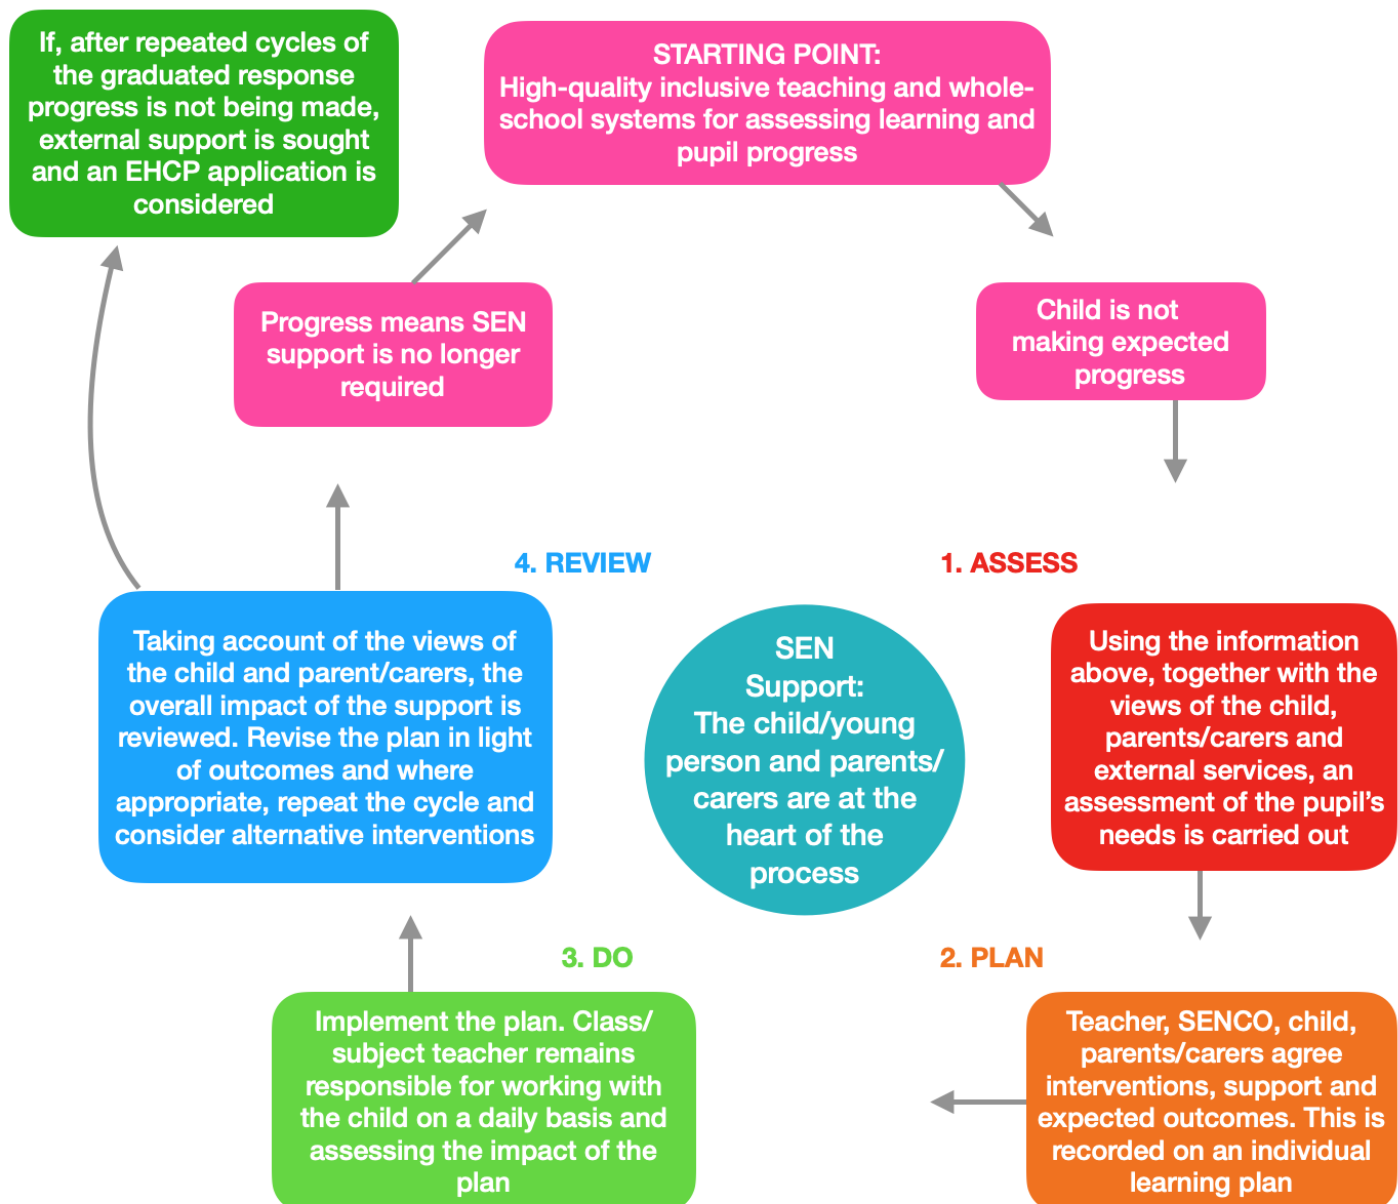 If, after repeated cycles of
the graduated response
progress is not being made,
external support is sought
and an EHCP application is
considered
STARTING POINT:
High-quality inclusive teaching and whole-
school systems for assessing learning and
pupil progress
Progress means SEN
support is no longer
required
Child is not
making expected
progress
4. REVIEW
1. ASSESS
Taking account of the views of
the child and parent/carers, the
overall impact of the support is
reviewed. Revise the plan in light
of outcomes and where
appropriate, repeat the cycle and
consider alternative interventions
SEN
Support:
The child/young
person and parents/
carers are at the
heart of the
process
Using the information
above, together with the
views of the child,
parents/carers and
external services, an
assessment of the pupil’s
needs is carried out
3. DO
2. PLAN
Implement the plan. Class/
subject teacher remains
responsible for working with
the child on a daily basis and
assessing the impact of the
plan
Teacher, SENCO, child,
parents/carers agree
interventions, support and
expected outcomes. This is
recorded on an individual
learning plan